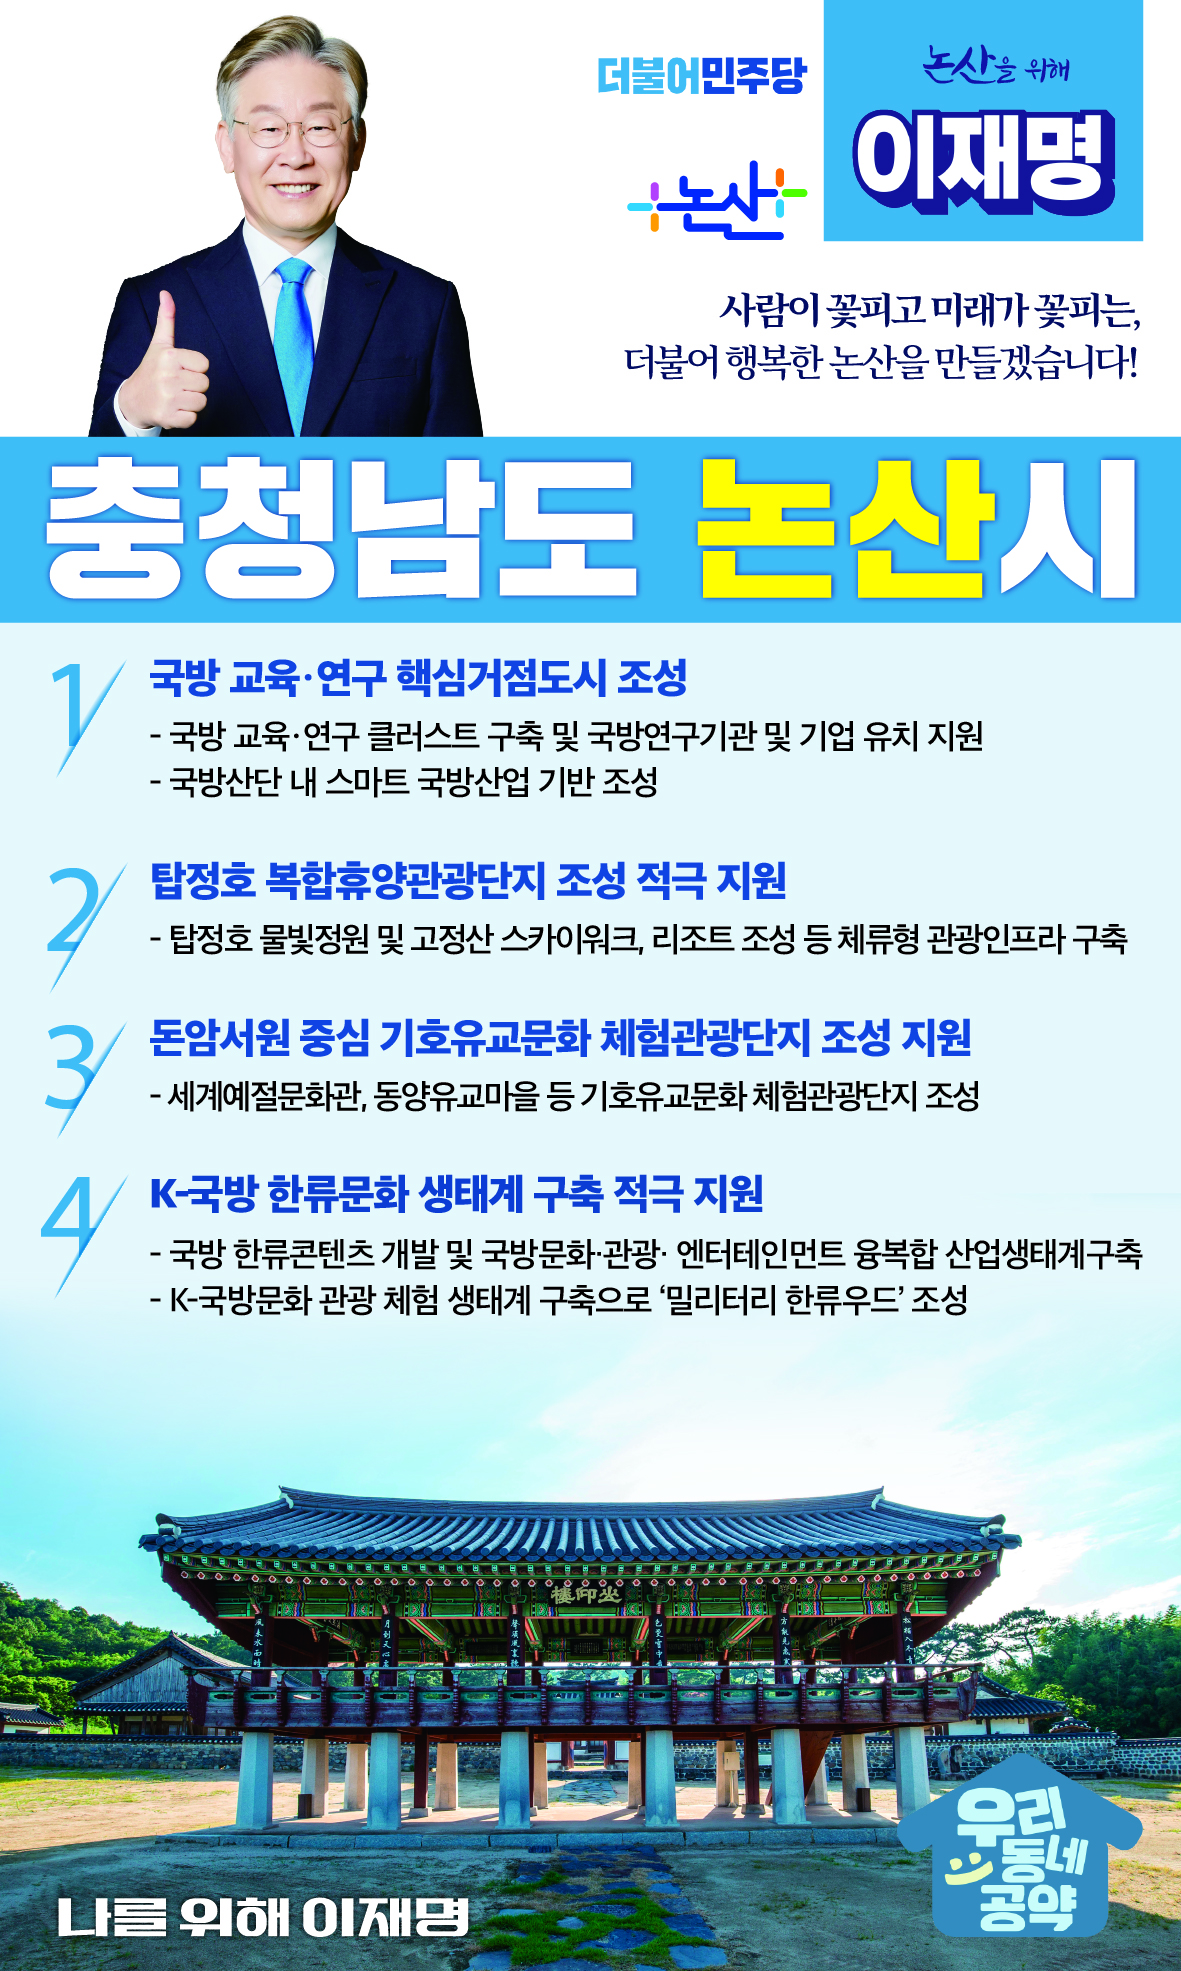 더불어민주당
논산을 위해
이재명
논산
사람이 꽃피고 미래가 꽃피는,
더불어 행복한 논산을 만들겠습니다!
충청남도 논산시
1 국방 교육·연구 핵심거점도시 조성
- 국방 교육·연구 클러스트 구축 및 국방연구기관 및 기업 유치 지원
- 국방산단 내 스마트 국방산업 기반 조성
2 탑정호 복합휴양관광단지 조성 적극 지원
- 탑정호 물빛정원 및 고정산 스카이워크, 리조트 조성 등 체류형 관광인프라 구축
3 돈암서원 중심 기호유교문화 체험관광단지 조성 지원
- 세계예절문화관, 동양유교마을 등 기호유교문화 체험관광단지 조성
4 K-국방 한류문화 생태계 구축 적극 지원
- 국방 한류콘텐츠 개발 및 국방문화·관광· 엔터테인먼트 융복합 산업생태계구축
- K-국방문화 관광 체험 생태계 구축으로 ‘밀리터리 한류우드’ 조성
樓仰山
風來水面時
月到天心處
우리
동네
공약
나를 위해 이재명